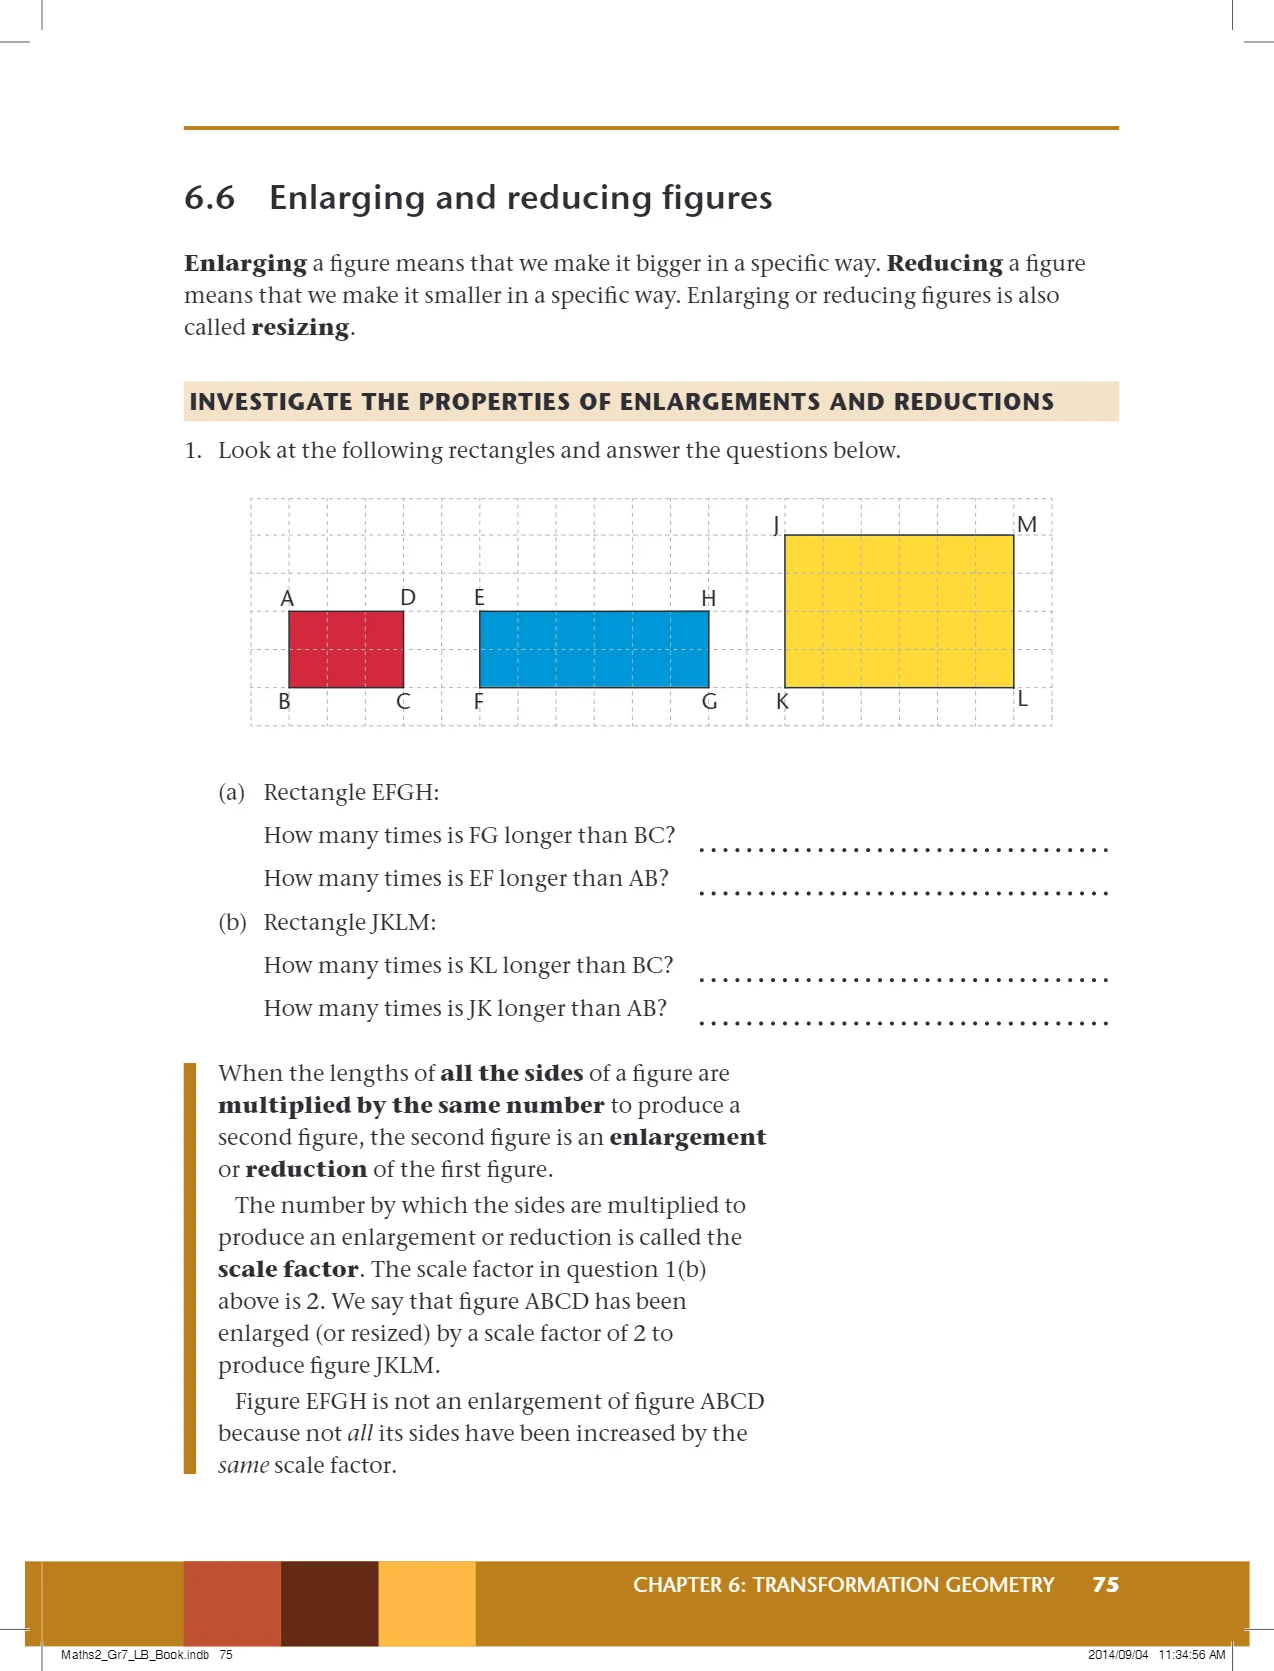 6.6 Enlarging and reducing figures
Enlarging a figure means that we make it bigger in a specific way. Reducing a figure
means that we make it smaller in a specific way. Enlarging or reducing figures is also
called resizing.
INVESTIGATE THE PROPERTIES OF ENLARGEMENTS AND REDUCTIONS
1. Look at the following rectangles and answer the questions below.
J M
A D E H
B C F G K L
(a) Rectangle EFGH:
How many times is FG longer than BC? ...................................
How many times is EF longer than AB? ...................................
(b) Rectangle JKLM:
How many times is KL longer than BC? ...................................
How many times is JK longer than AB? ...................................
When the lengths of all the sides of a figure are
multiplied by the same number to produce a
second figure, the second figure is an enlargement
or reduction of the first figure.
The number by which the sides are multiplied to
produce an enlargement or reduction is called the
scale factor. The scale factor in question 1(b)
above is 2. We say that figure ABCD has been
enlarged (or resized) by a scale factor of 2 to
produce figure JKLM.
Figure EFGH is not an enlargement of figure ABCD
because not all its sides have been increased by the
same scale factor.
CHAPTER 6: TRANSFORMATION GEOMETRY 75
Maths2_Gr7_LB_Book.indb 75 2014/09/04 11:34:56 AM